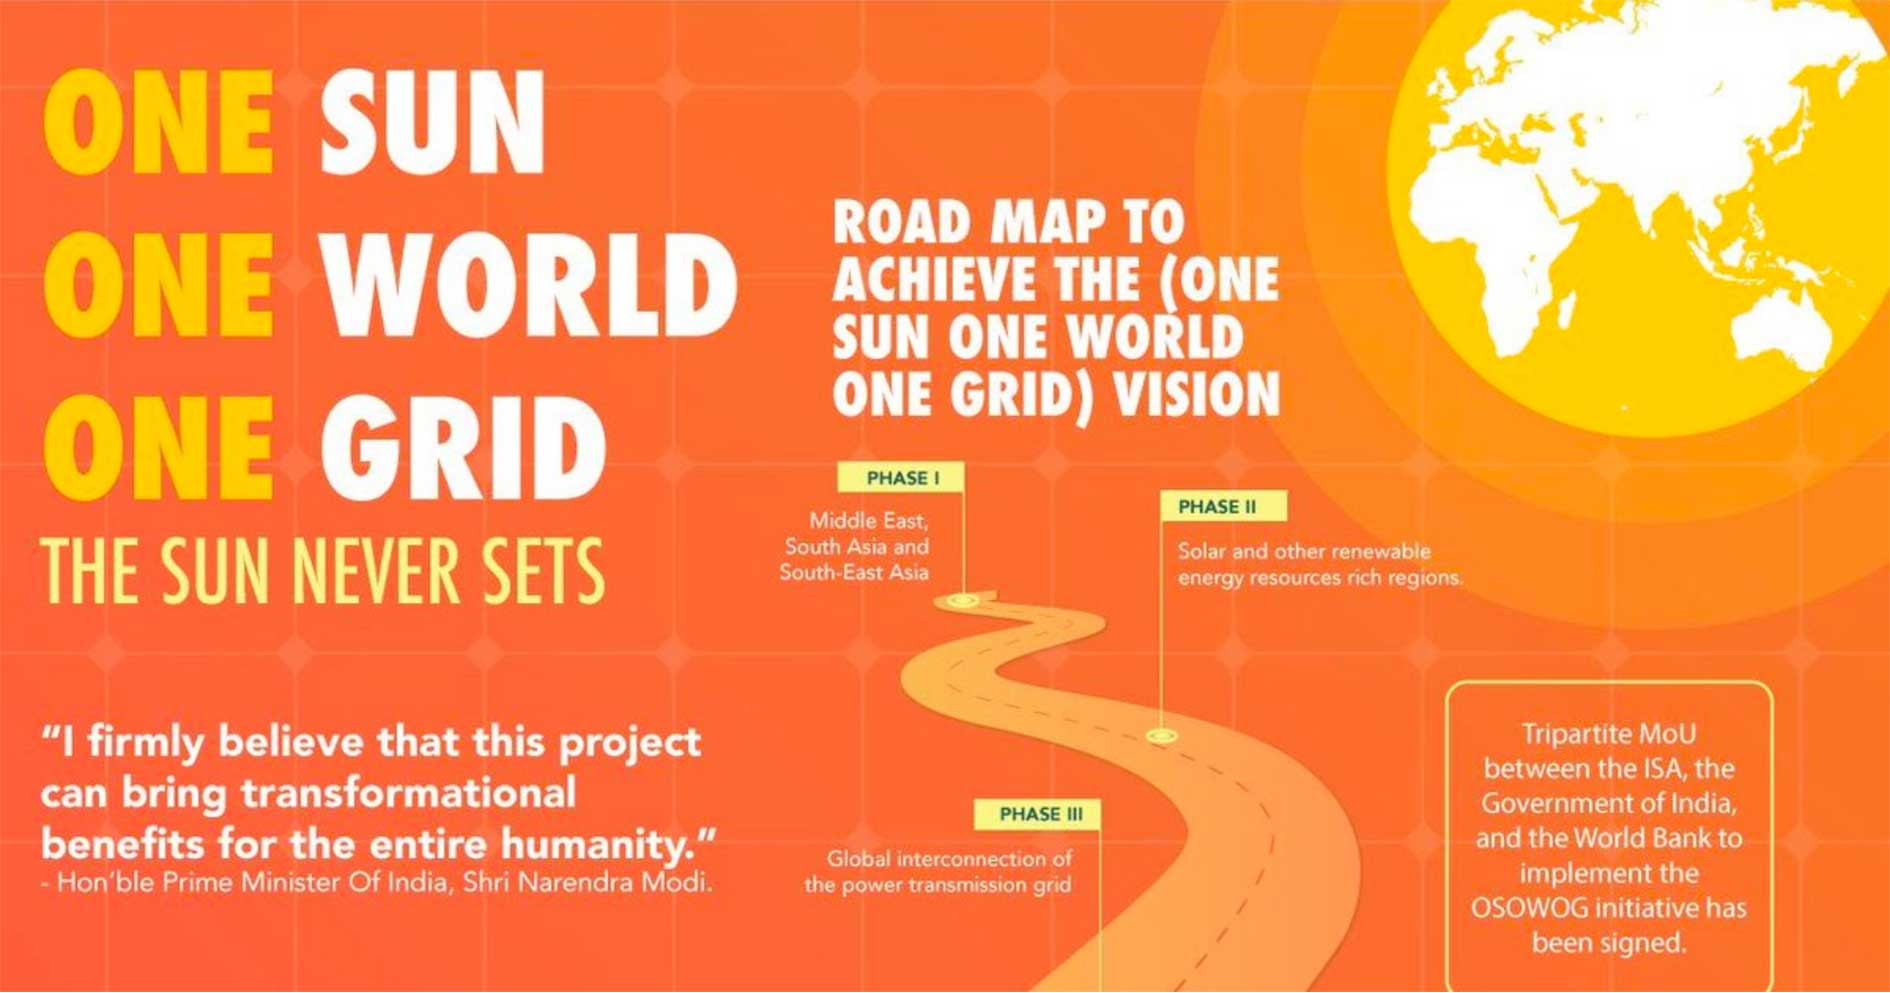 ONE SUN
ONE WORLD
ONE GRID
THE SUN NEVER SETS
“I firmly believe that this project
can bring transformational
benefits for the entire humanity.”
- Hon'ble Prime Minister Of India, Shri Narendra Modi.
ROAD MAP TO
ACHIEVE THE (ONE
SUN ONE WORLD
ONE GRID) VISION
PHASE I
Middle East,
South Asia and
South-East Asia
PHASE II
Solar and other renewable
energy resources rich regions.
PHASE III
Global interconnection of
the power transmission grid
Tripartite MoU
between the ISA, the
Government of India,
and the World Bank to
implement the
OSOWOG initiative has
been signed.